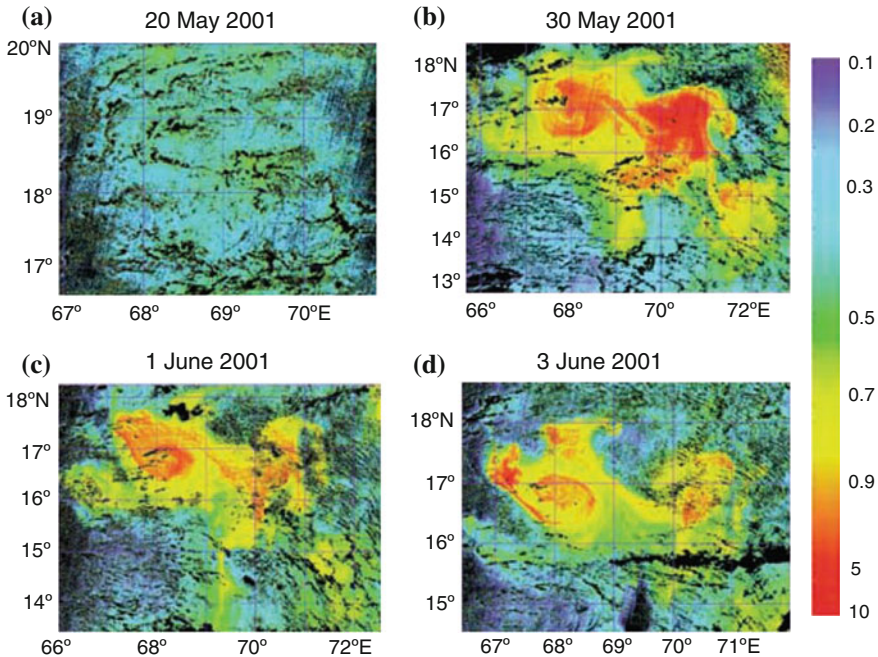 (a) 20 May 2001
20ºN
19º
18º
17º
67º 68º 69º 70ºE
(b) 30 May 2001
18ºN
17º
16º
15º
14º
13º
66º 68º 70º 72ºE
(c) 1 June 2001
18ºN
17º
16º
15º
14º
66º 68º 70º 72ºE
(d) 3 June 2001
18ºN
17º
16º
15º
67º 68º 69º 70º 71ºE
0.1
0.2
0.3
0.5
0.7
0.9
5
10